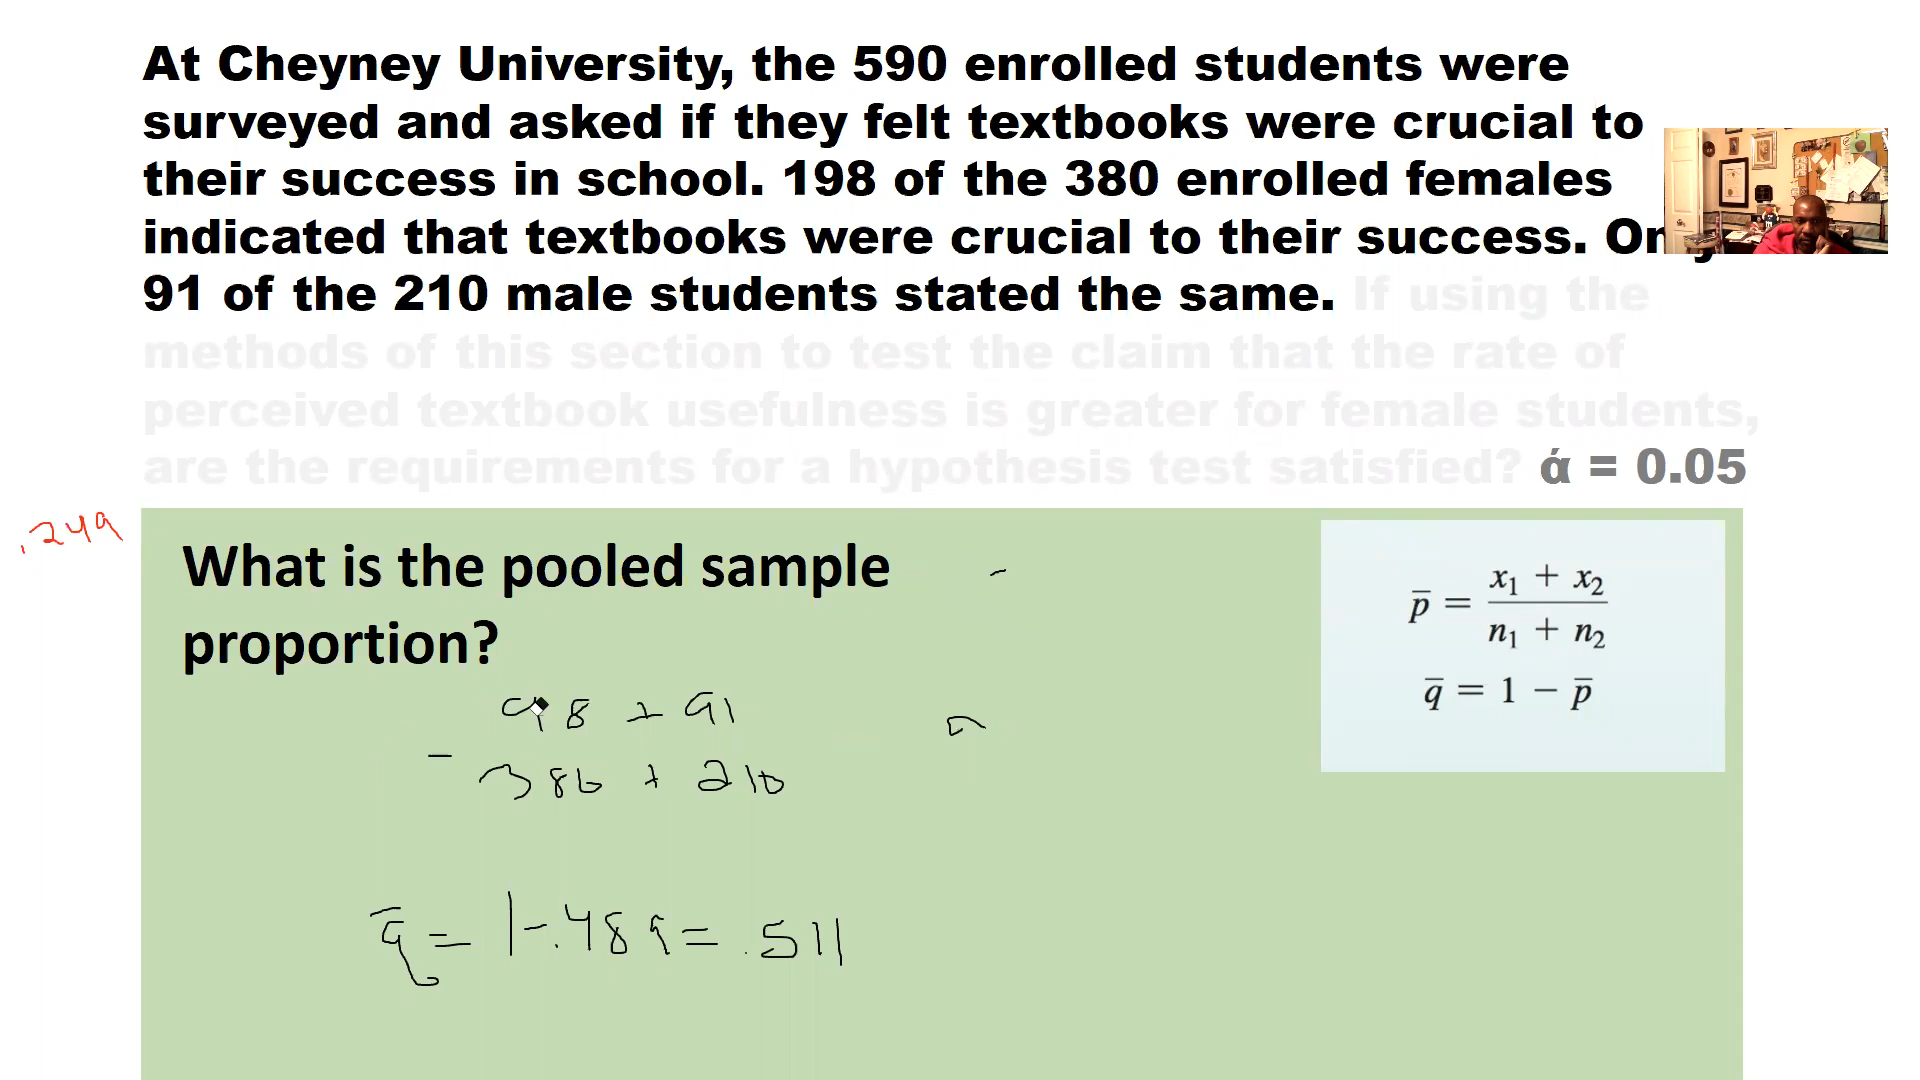 At Cheyney University, the 590 enrolled students were
surveyed and asked if they felt textbooks were crucial to
their success in school. 198 of the 380 enrolled females
indicated that textbooks were crucial to their success.
91 of the 210 male students stated the same. If using the
methods of this section to test the claim that the rate of
perceived textbook usefulness is greater for female students,
are the requirements for a hypothesis test satisfied? ά = 0.05
.249
What is the pooled sample
proportion?
p̅ = x₁ + x₂ / n₁ + n₂
q̅ = 1 − p̅
98 + 91
380 + 210
q̅ = 1-.489 = .511